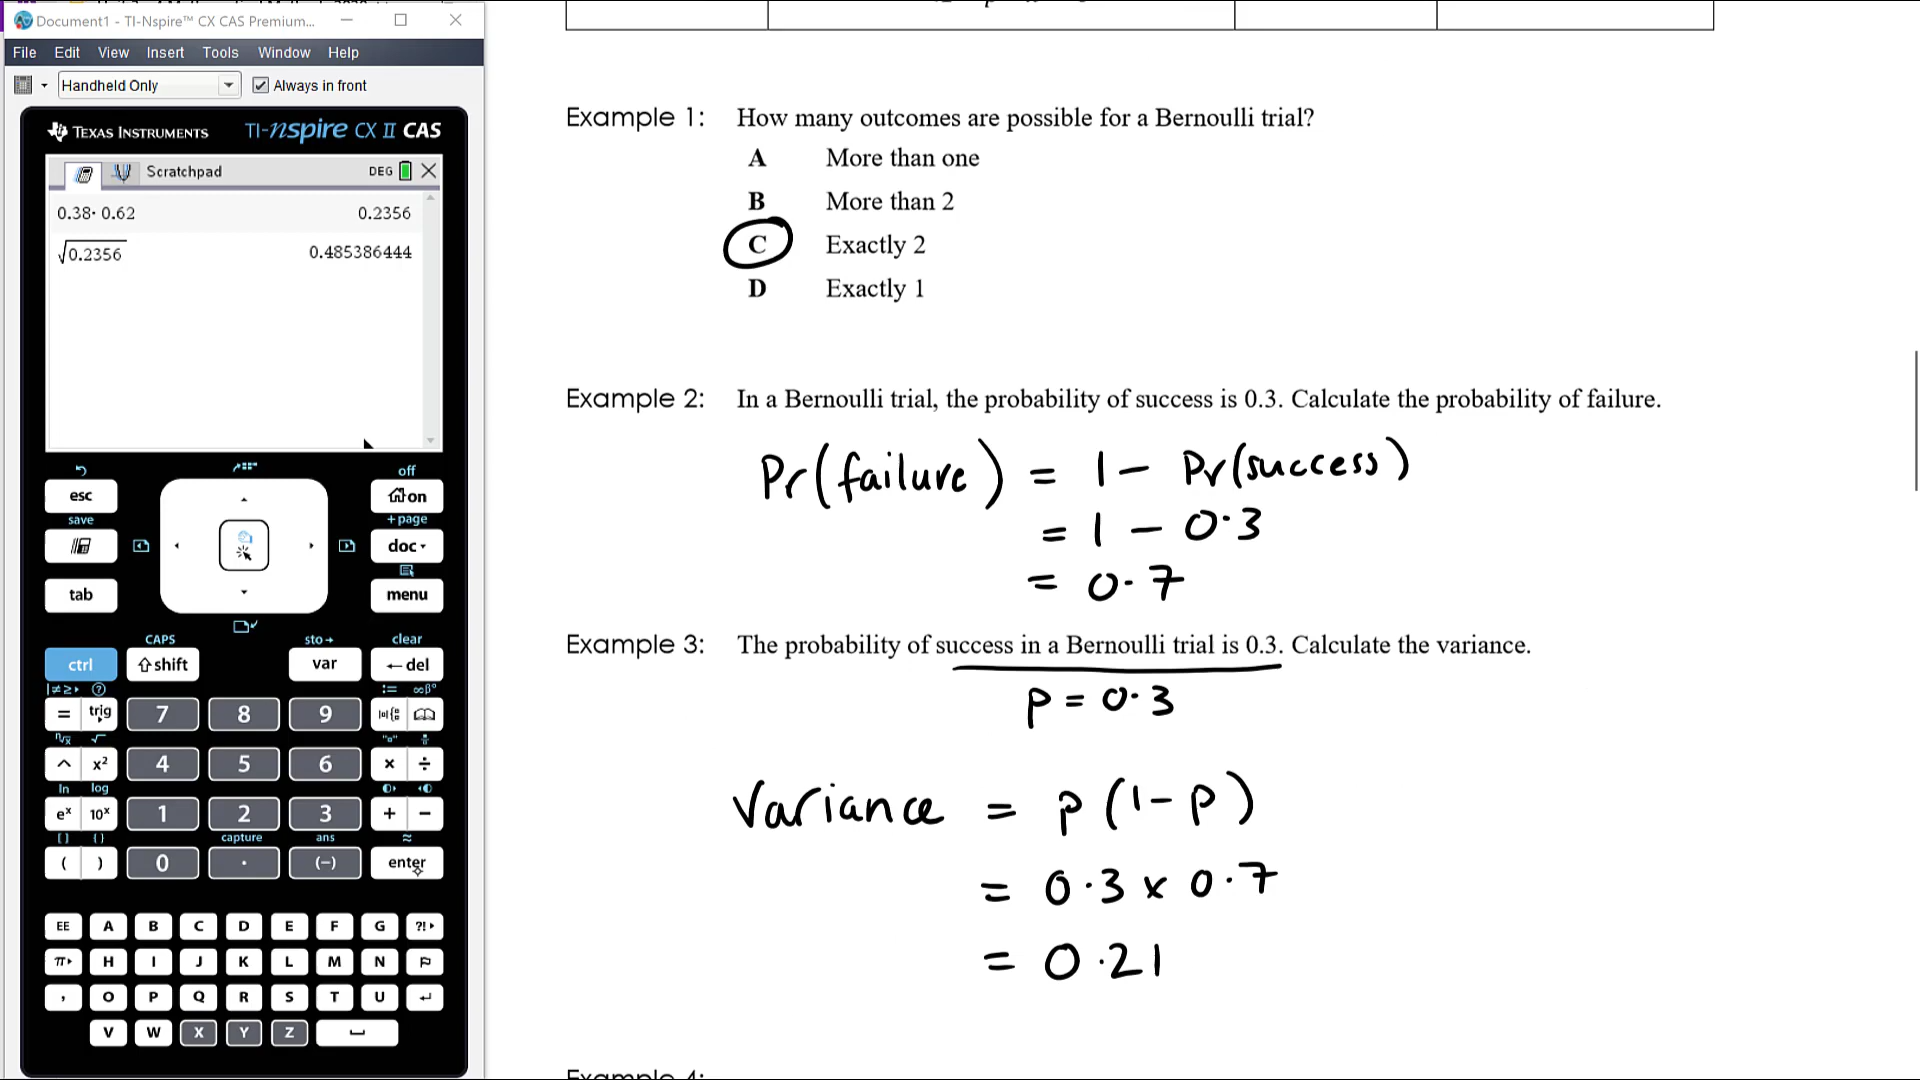 Document1 - TI-Nspire™ CX CAS Premium...
File Edit View Insert Tools Window Help
Handheld Only Always in front
TEXAS INSTRUMENTS TI-nspire CX II CAS
Scratchpad DEG
0.38·0.62 0.2356
√0.2356 0.485386444
off
esc on
save +page
doc
tab menu
CAPS sto→ clear
ctrl shift var ←del
|≠≥▸ ? := ∞β°
= trig 7 8 9
ⁿ√x √
^ x² 4 5 6 × ÷
ln log
eˣ 10ˣ 1 2 3 + −
[] {} capture ans ≈
( ) 0 . (−) enter
EE A B C D E F G ?!▸
π▸ H I J K L M N
, O P Q R S T U ↵
V W X Y Z
Example 1: How many outcomes are possible for a Bernoulli trial?
A More than one
B More than 2
C Exactly 2
D Exactly 1
Example 2: In a Bernoulli trial, the probability of success is 0.3. Calculate the probability of failure.
Pr(failure) = 1 − Pr(success)
= 1 − 0.3
= 0.7
Example 3: The probability of success in a Bernoulli trial is 0.3. Calculate the variance.
p = 0.3
Variance = p(1−p)
= 0.3 × 0.7
= 0.21
Example 4: